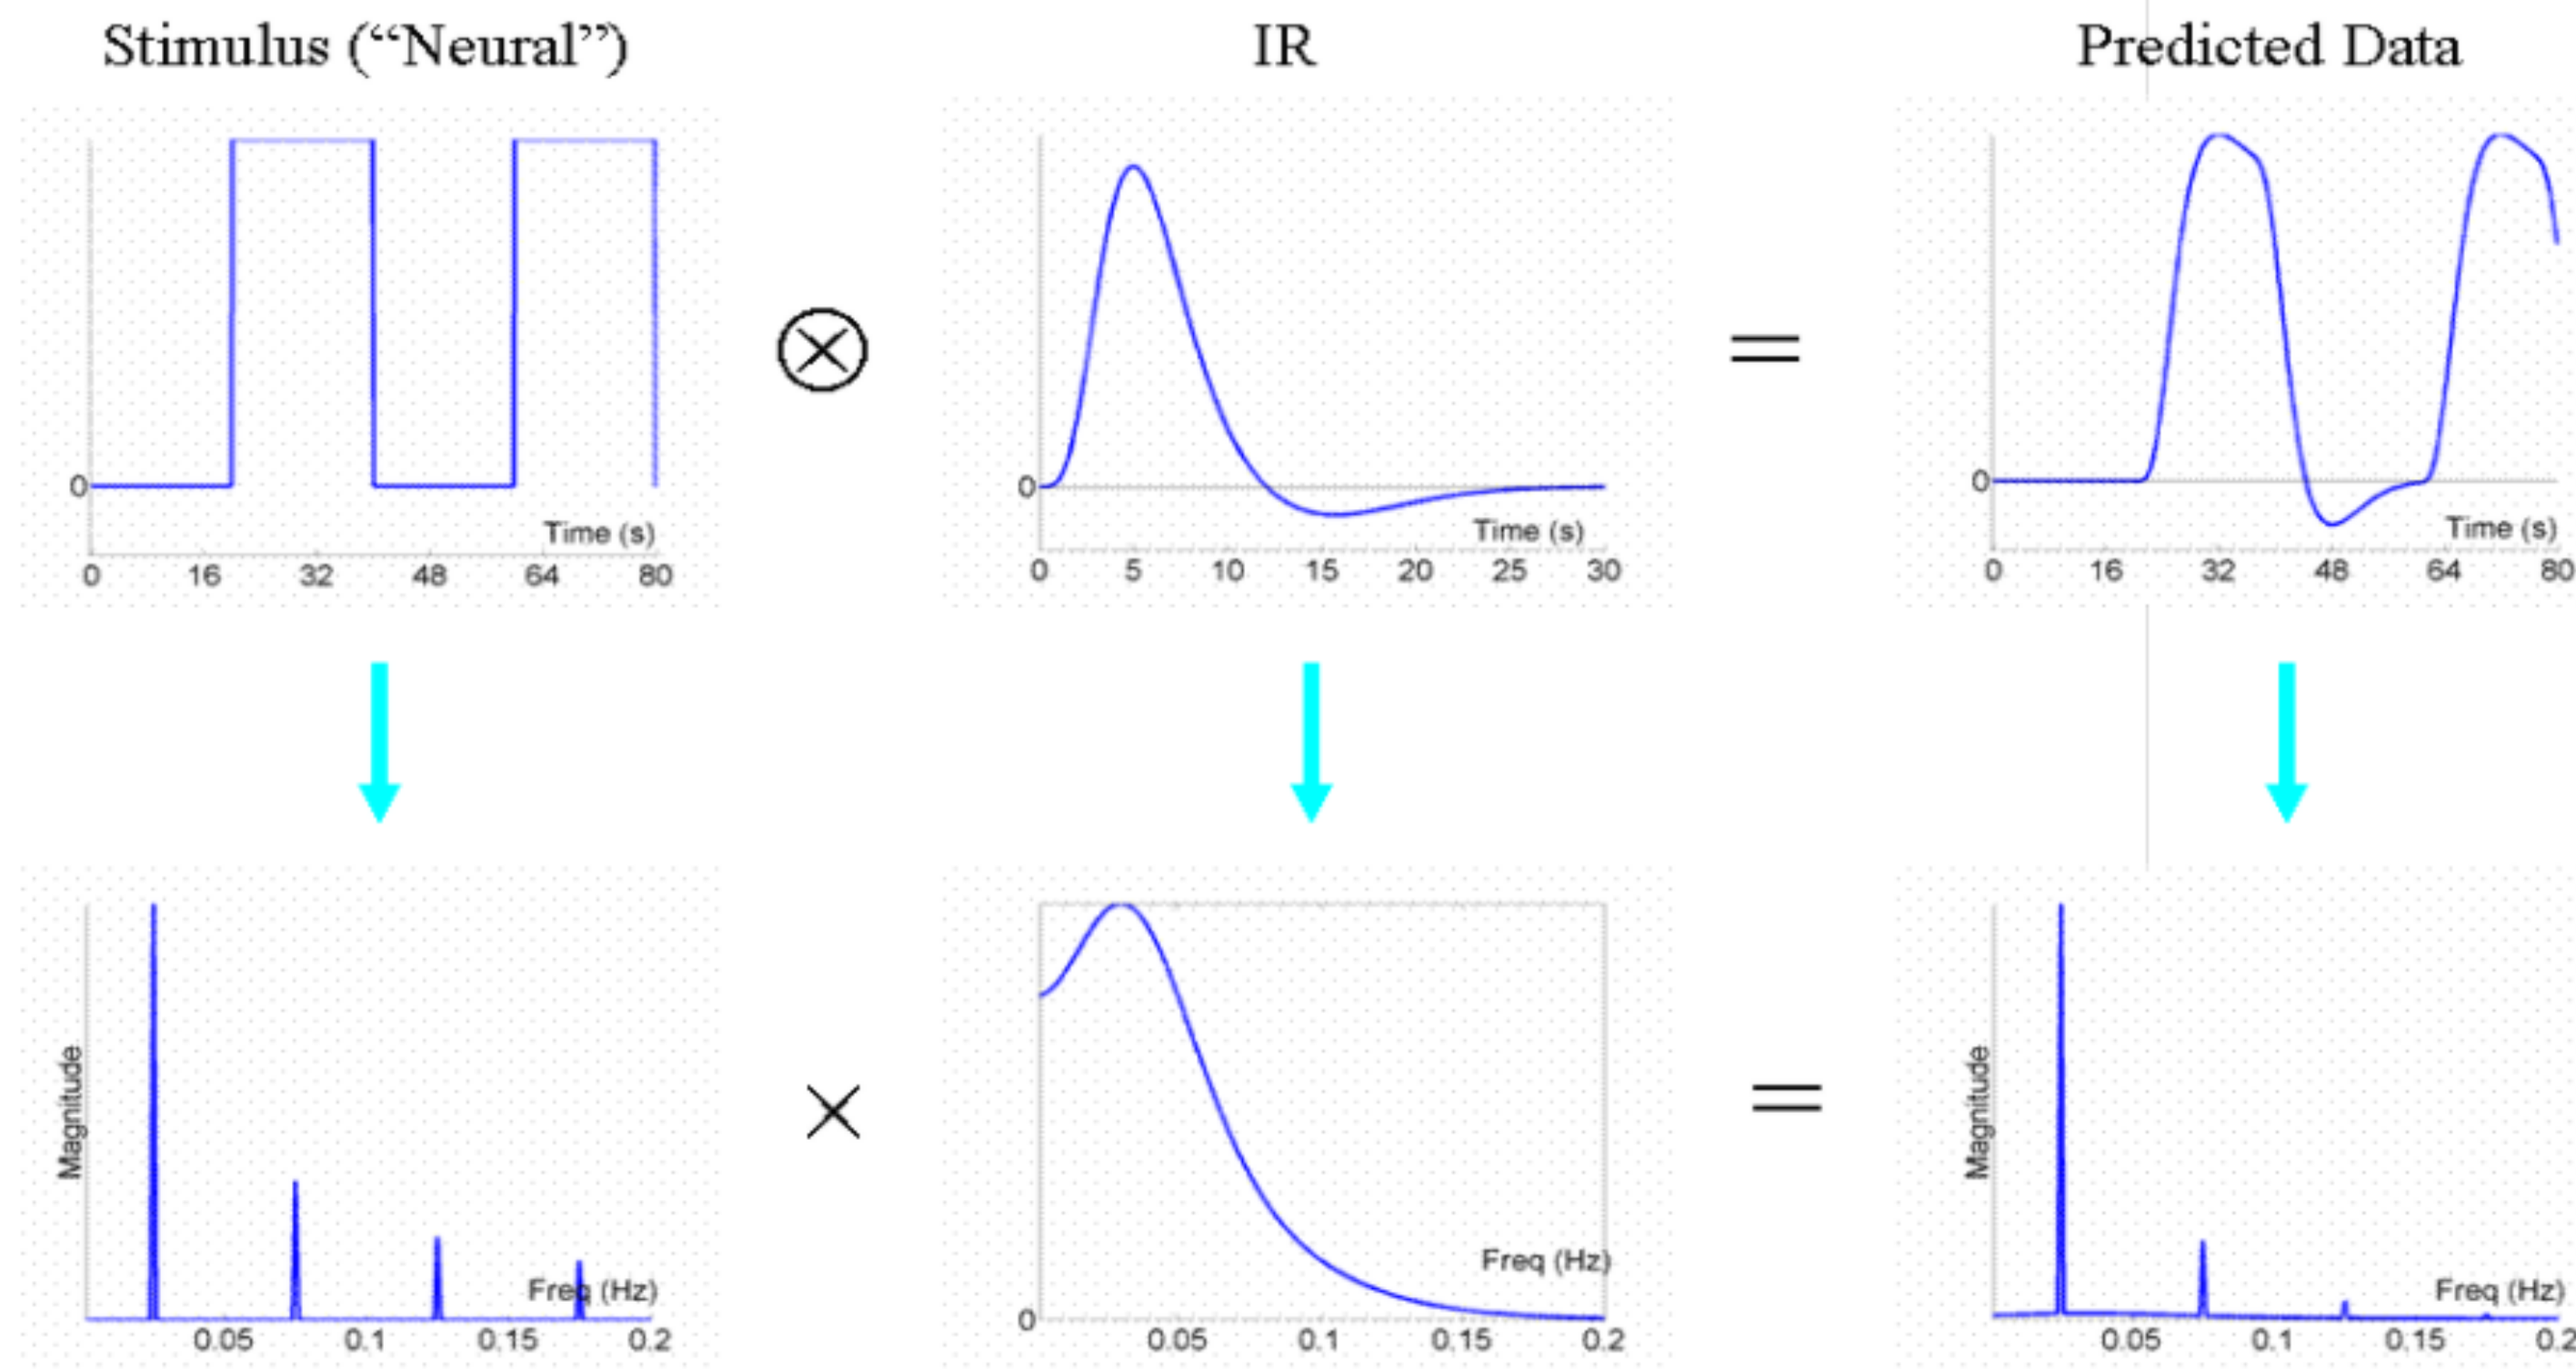 Stimulus (“Neural”)
IR
Predicted Data
0
Time (s)
0 16 32 48 64 80
⊗
0
Time (s)
0 5 10 15 20 25 30
=
0
Time (s)
0 16 32 48 64 80
Magnitude
Freq (Hz)
0.05 0.1 0.15 0.2
×
Freq (Hz)
0
0 0.05 0.1 0.15 0.2
=
Magnitude
Freq (Hz)
0.05 0.1 0.15 0.2